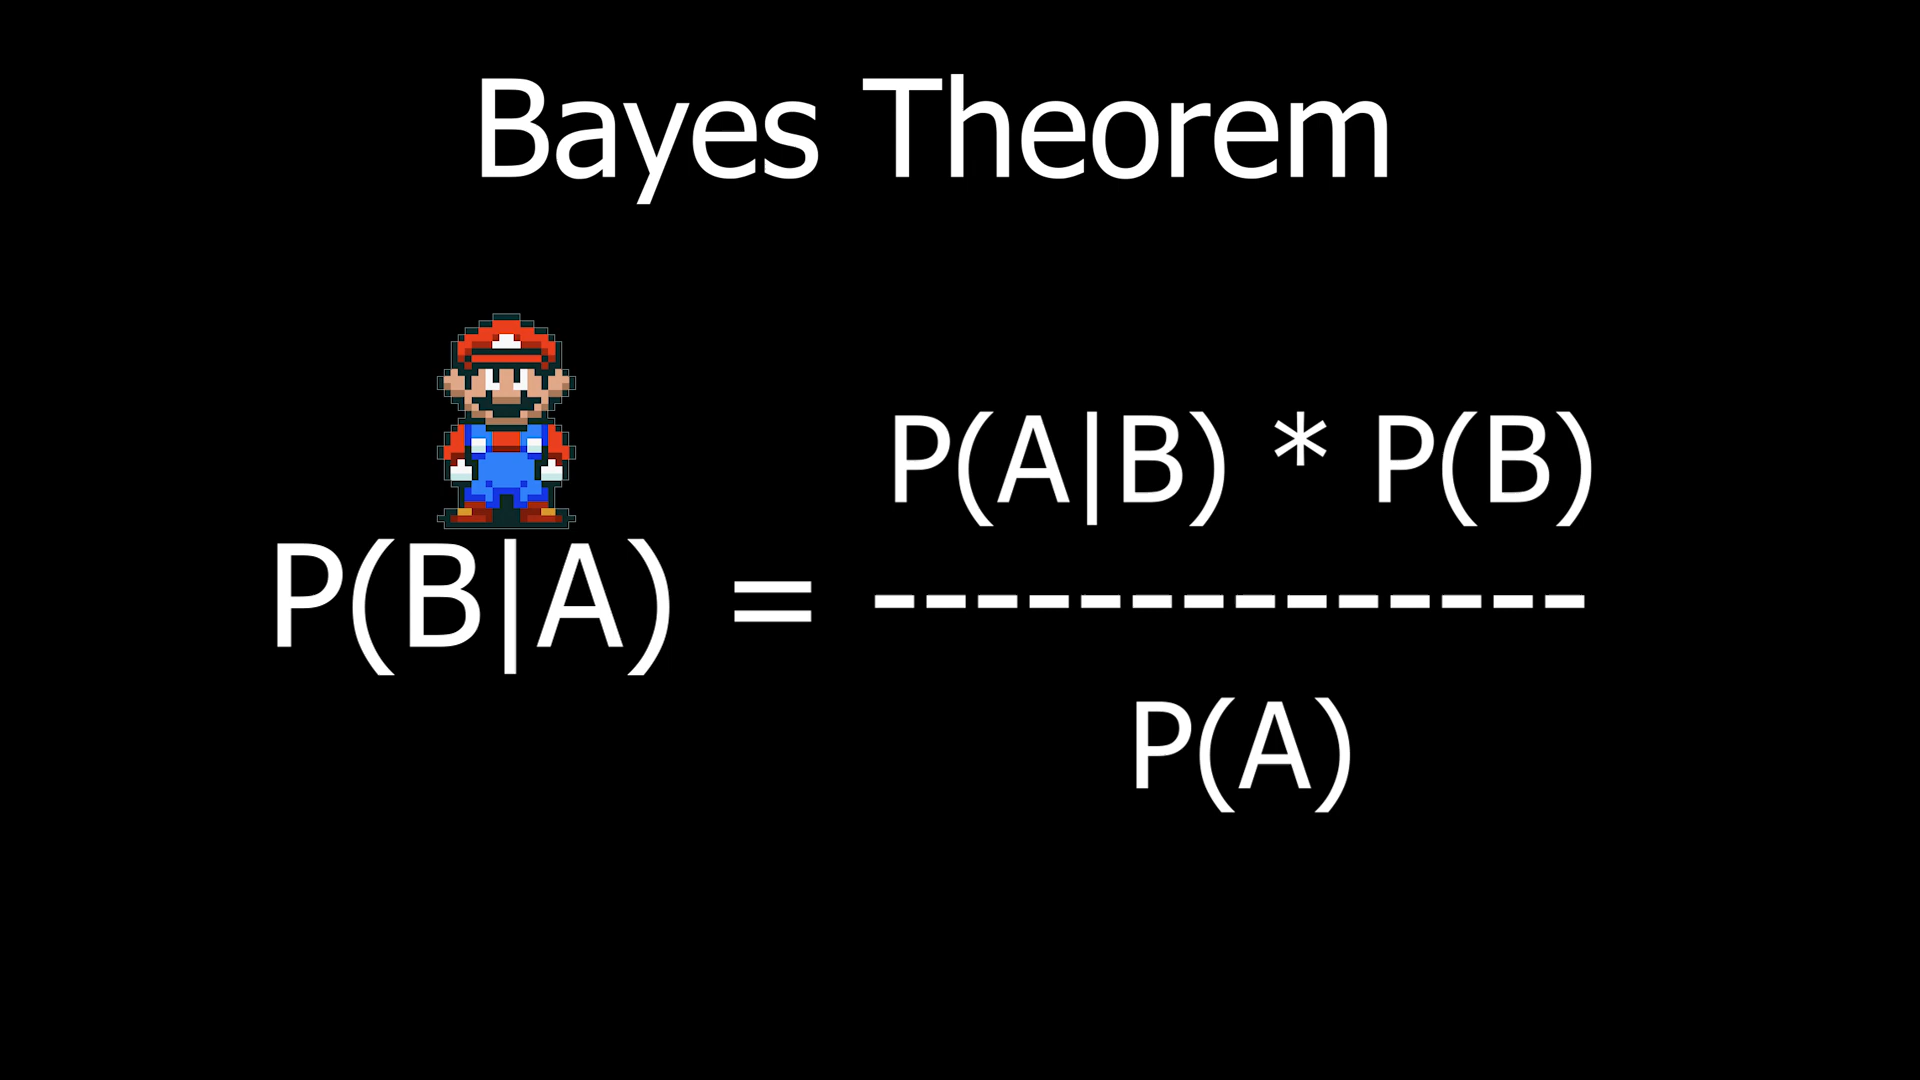 Bayes Theorem
P(A|B) * P(B)
P(B|A) = --------------
P(A)